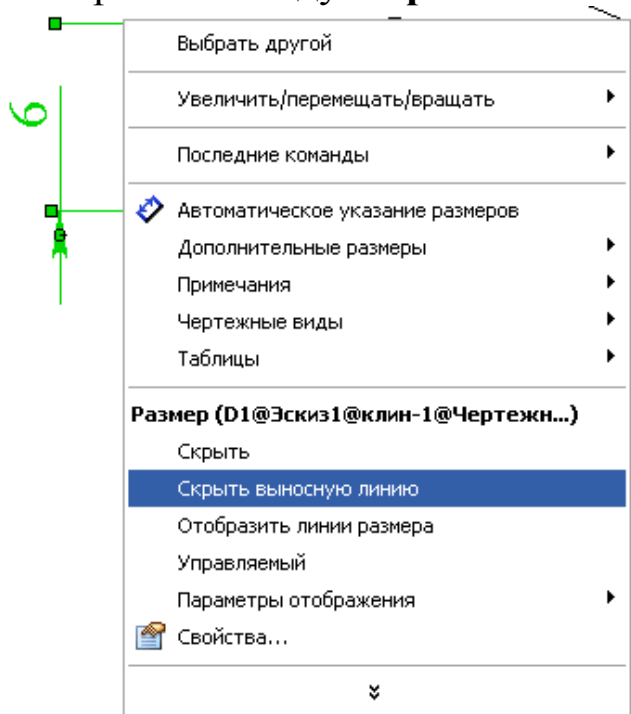 6
Выбрать другой
Увеличить/перемещать/вращать
Последние команды
Автоматическое указание размеров
Дополнительные размеры
Примечания
Чертежные виды
Таблицы
Размер (D1@Эскиз1@клин-1@Чертежн...)
Скрыть
Скрыть выносную линию
Отобразить линии размера
Управляемый
Параметры отображения
Свойства...